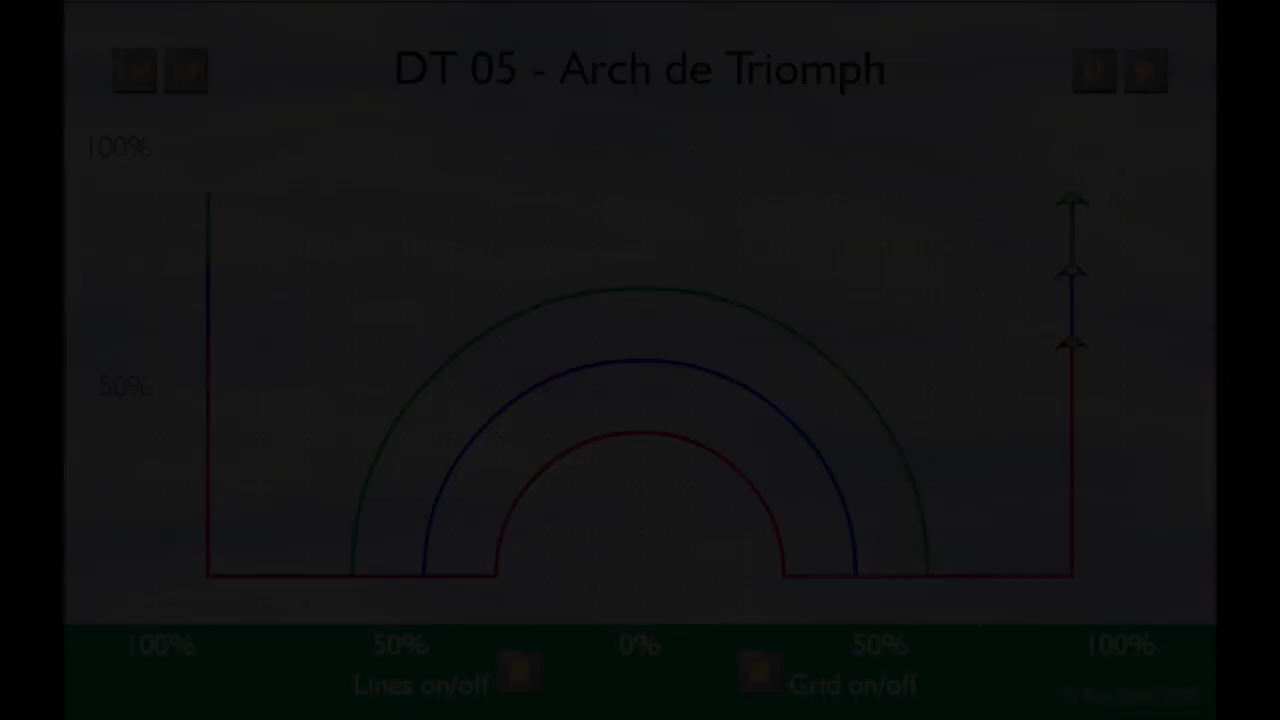 DT 05 - Arch de Triomph
100%
50%
100% 50% 0% 50% 100%
Lines on/off Grid on/off